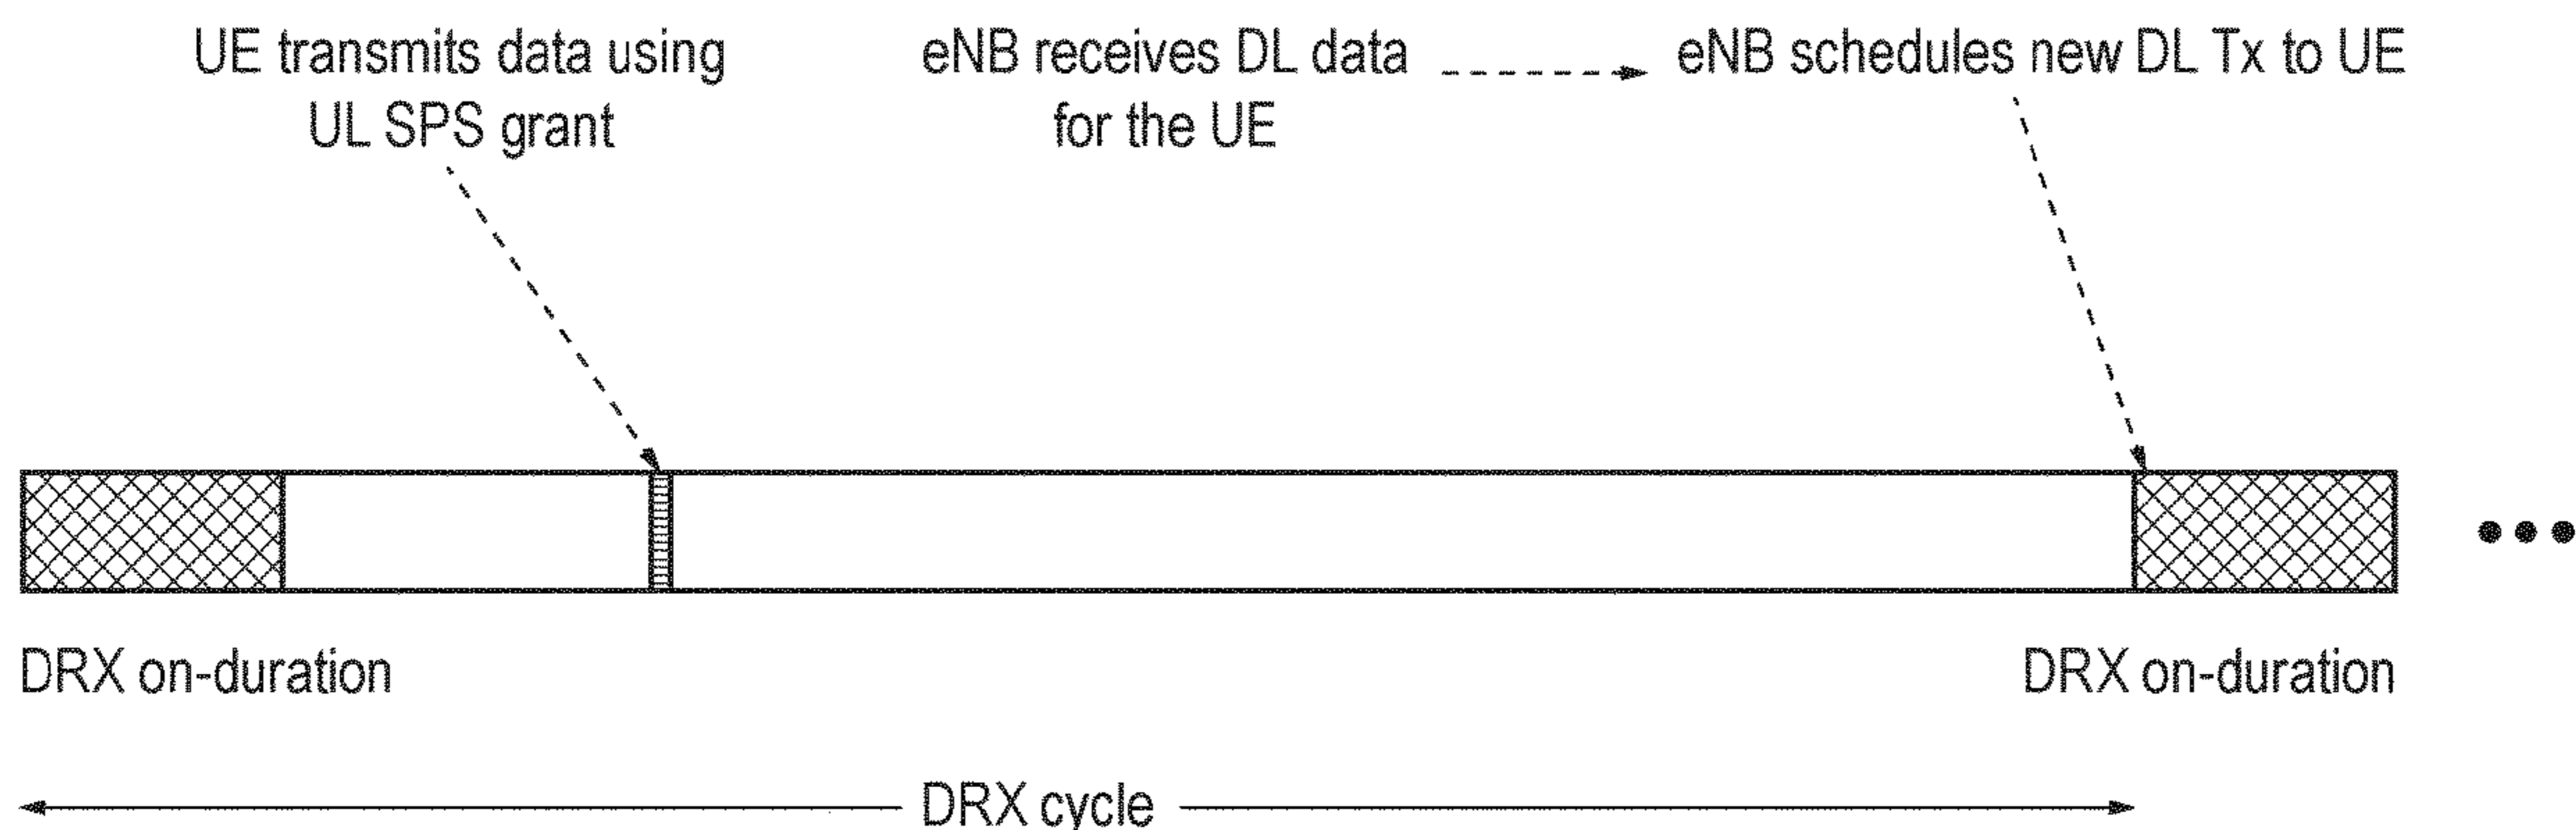 UE transmits data using
UL SPS grant
eNB receives DL data
for the UE
eNB schedules new DL Tx to UE
DRX on-duration
DRX on-duration
DRX cycle